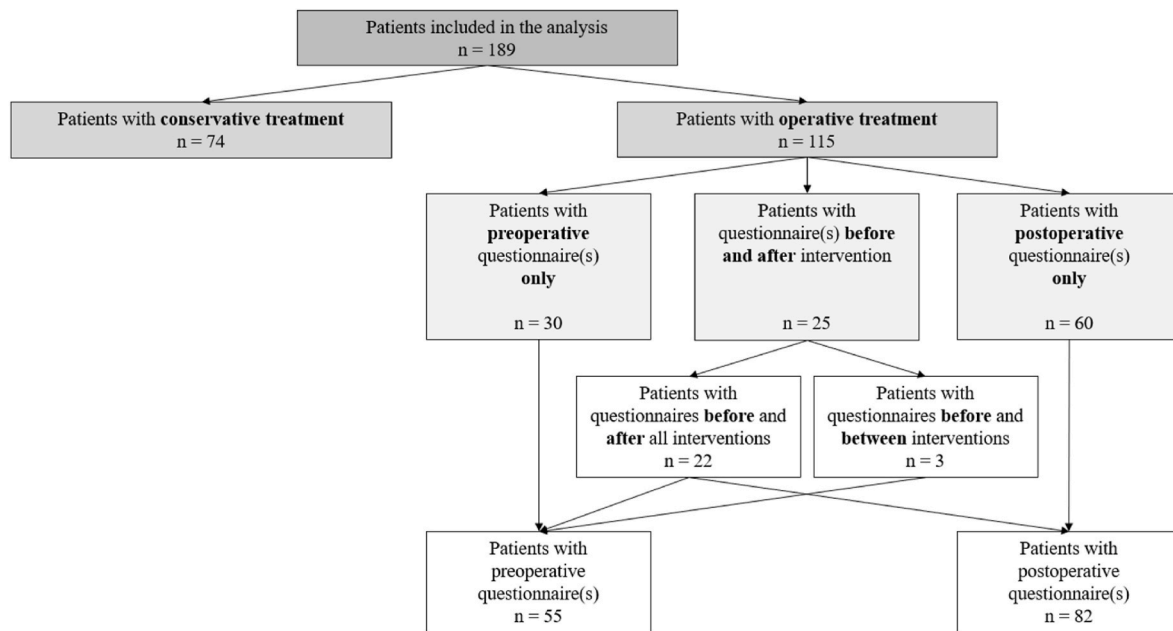 Patients included in the analysis
n = 189
Patients with conservative treatment
n = 74
Patients with operative treatment
n = 115
Patients with
preoperative
questionnaire(s)
only
n = 30
Patients with
questionnaire(s) before
and after intervention
n = 25
Patients with
postoperative
questionnaire(s)
only
n = 60
Patients with
questionnaires before and
after all interventions
n = 22
Patients with
questionnaires before and
between interventions
n = 3
Patients with
preoperative
questionnaire(s)
n = 55
Patients with
postoperative
questionnaire(s)
n = 82